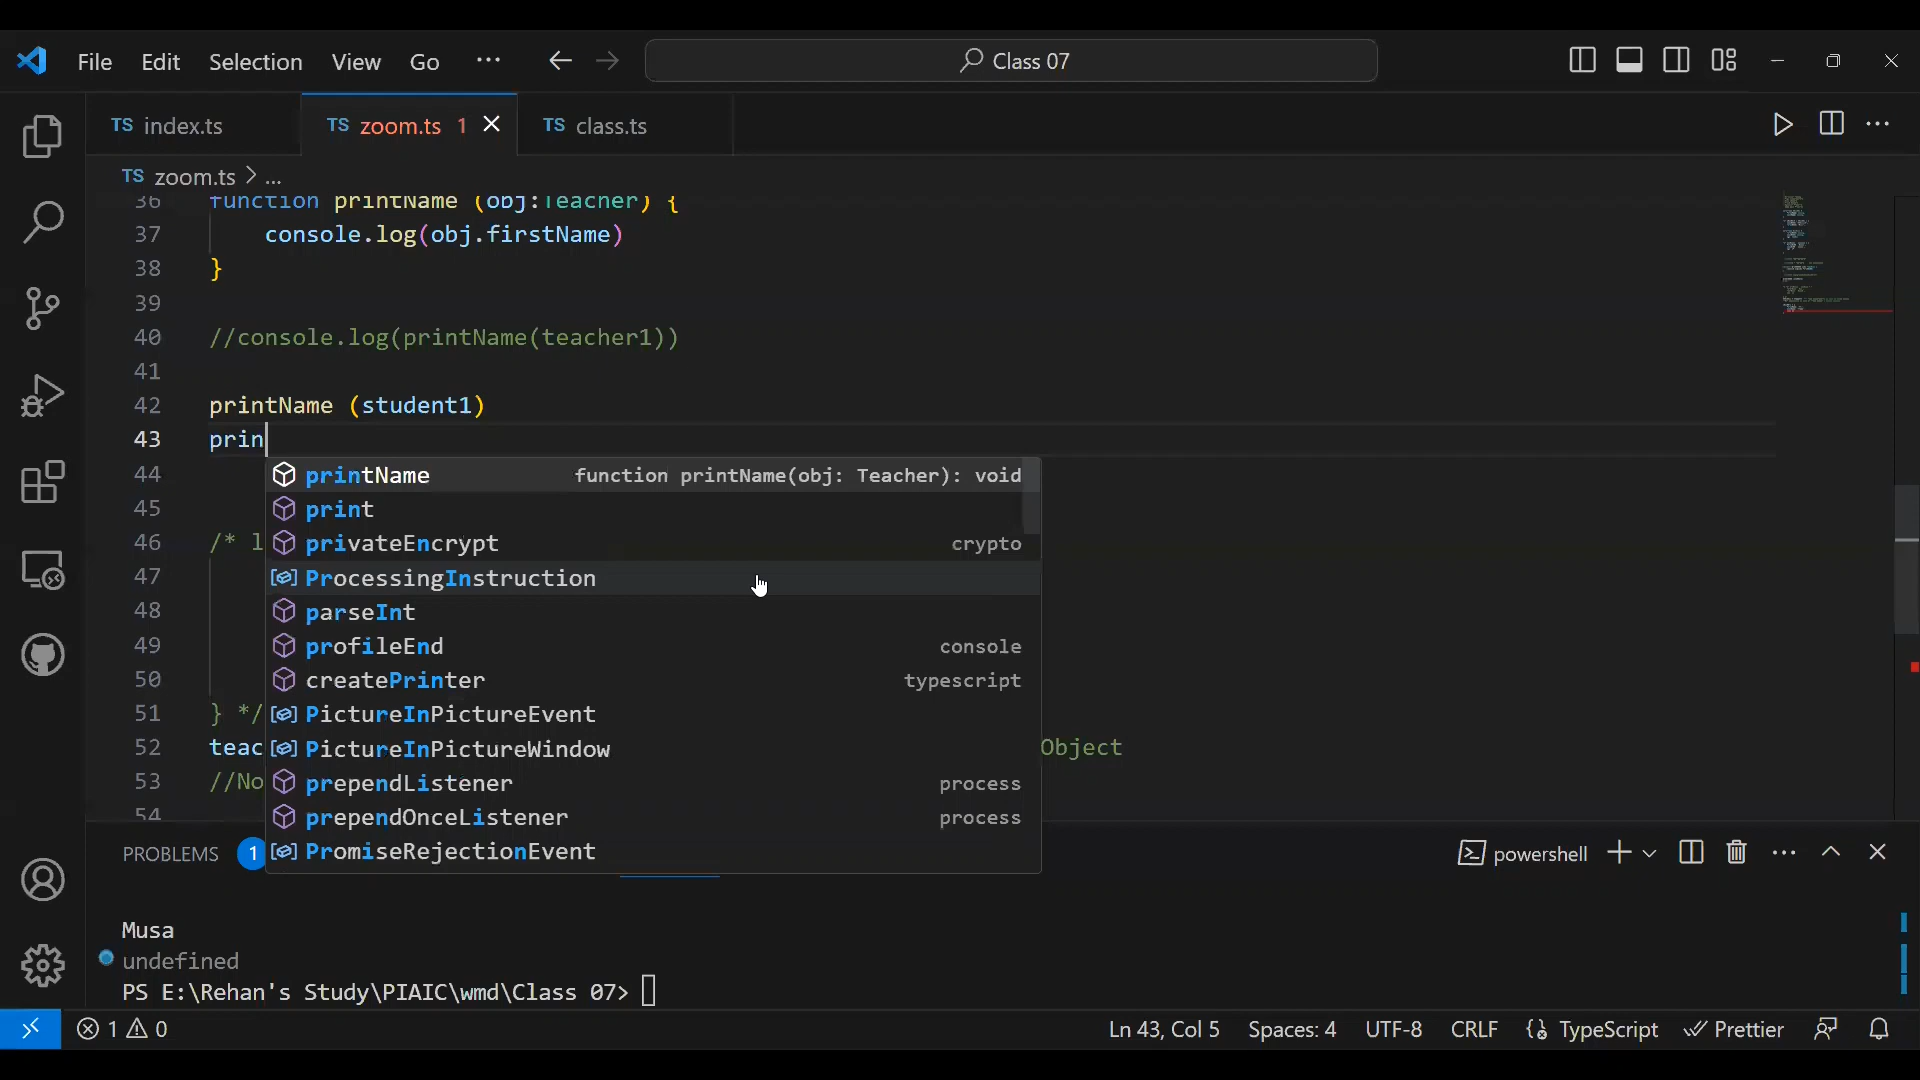 File Edit Selection View Go ··· Class 07
TS index.ts TS zoom.ts 1 TS class.ts
TS zoom.ts > ...
36 function printName (obj:Teacher) {
37 console.log(obj.firstName)
38 }
39
40 //console.log(printName(teacher1))
41
42 printName (student1)
43 prin
44 printName function printName(obj: Teacher): void
45 print
46 /* l privateEncrypt crypto
47 ProcessingInstruction
48 parseInt
49 profileEnd console
50 createPrinter typescript
51 } */ PictureInPictureEvent
52 teac PictureInPictureWindow Object
53 //No prependListener process
54 prependOnceListener process
PROBLEMS 1 PromiseRejectionEvent powershell
Musa
undefined
PS E:\Rehan's Study\PIAIC\wmd\Class 07>
1 0 Ln 43, Col 5 Spaces: 4 UTF-8 CRLF {} TypeScript Prettier